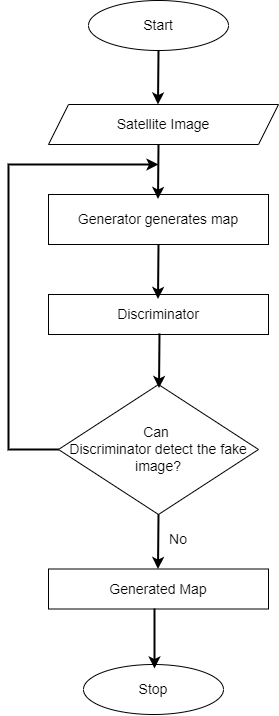 Start
Satellite Image
Generator generates map
Discriminator
Can
Discriminator detect the fake
image?
No
Generated Map
Stop